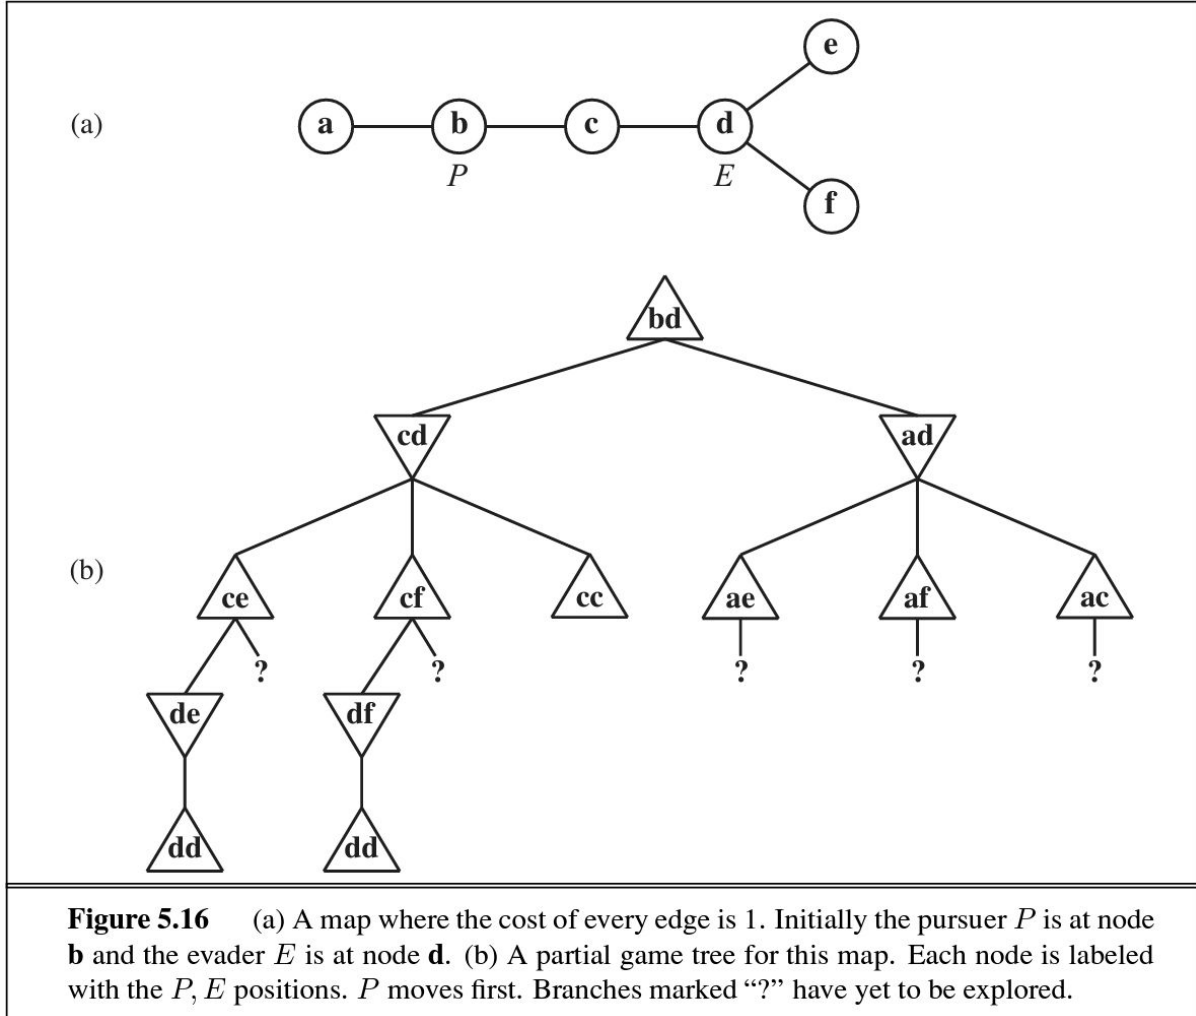 (a)
a b c d e f
P E
bd
cd ad
(b)
ce cf cc ae af ac
? ? ? ? ?
de df
dd dd
Figure 5.16 (a) A map where the cost of every edge is 1. Initially the pursuer P is at node
b and the evader E is at node d. (b) A partial game tree for this map. Each node is labeled
with the P, E positions. P moves first. Branches marked “?” have yet to be explored.